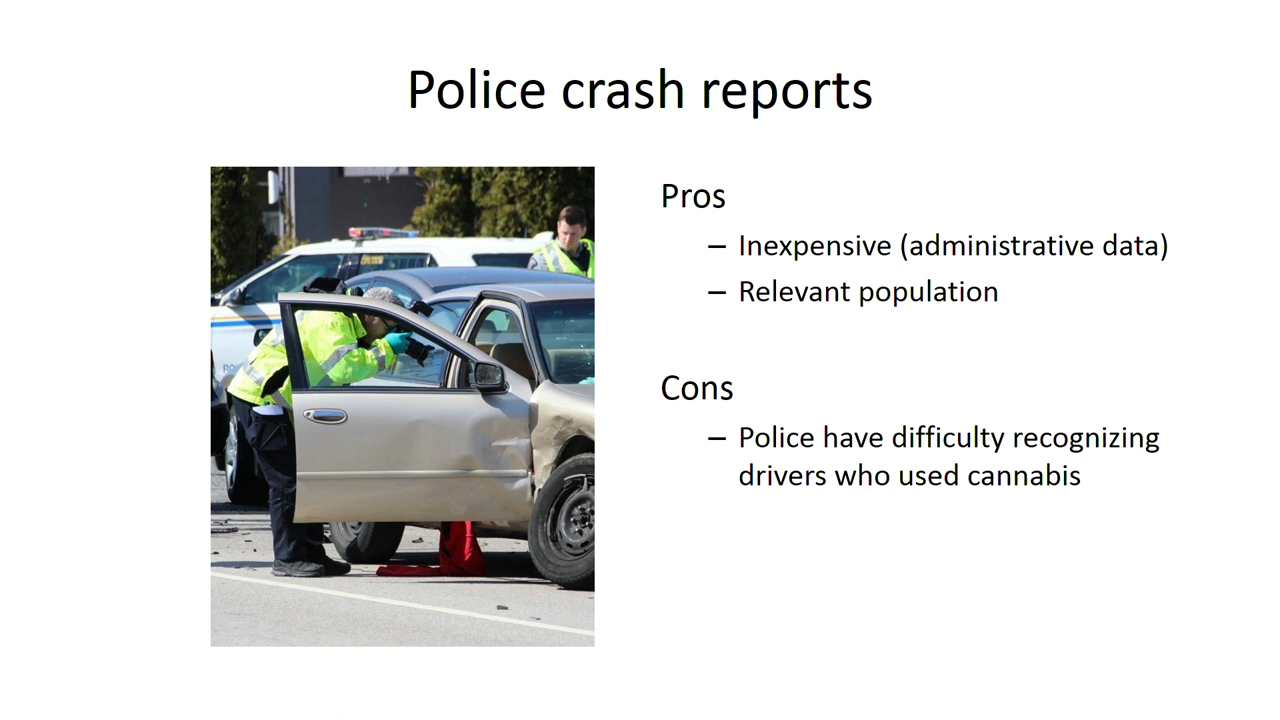 Police crash reports
Pros
– Inexpensive (administrative data)
– Relevant population
Cons
– Police have difficulty recognizing
drivers who used cannabis